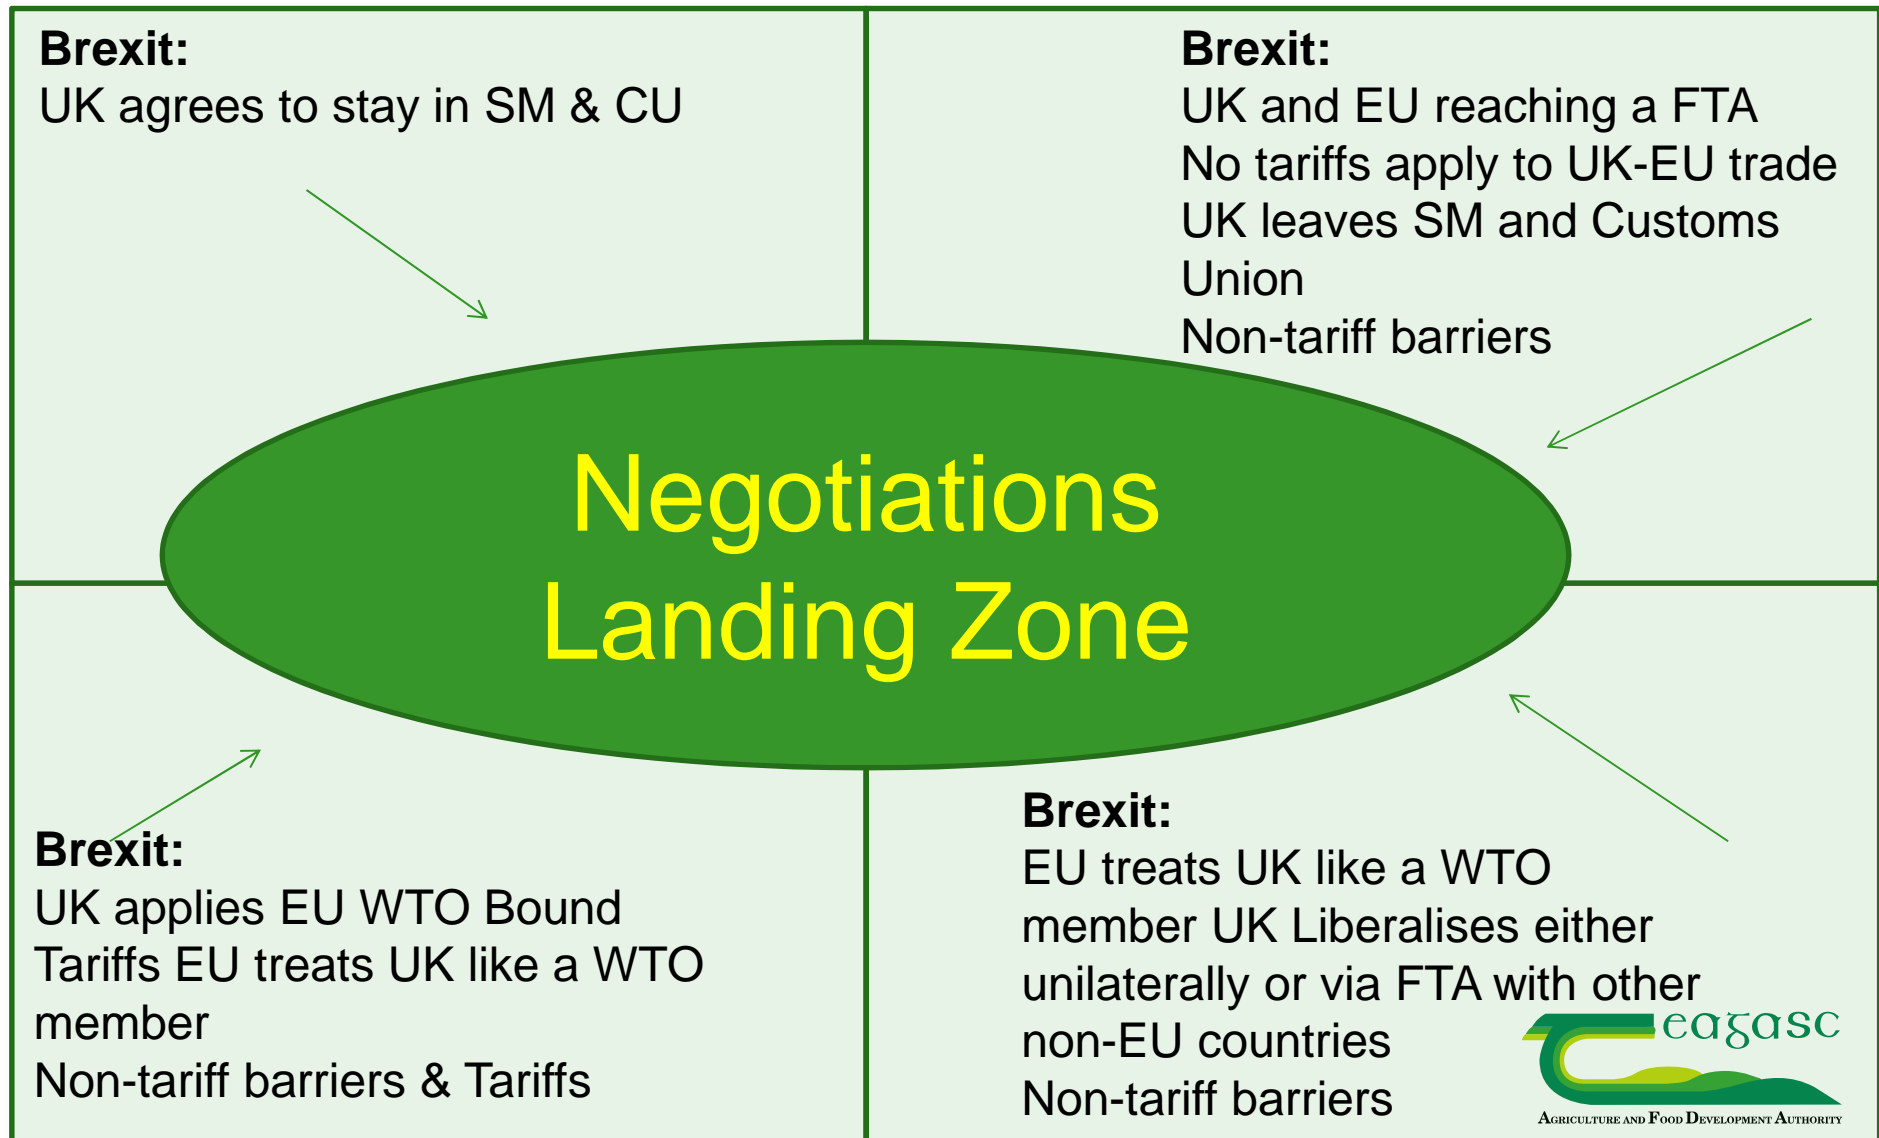 Brexit:
UK agrees to stay in SM & CU
Brexit:
UK and EU reaching a FTA
No tariffs apply to UK-EU trade
UK leaves SM and Customs
Union
Non-tariff barriers
Negotiations
Landing Zone
Brexit:
UK applies EU WTO Bound
Tariffs EU treats UK like a WTO
member
Non-tariff barriers & Tariffs
Brexit:
EU treats UK like a WTO
member UK Liberalises either
unilaterally or via FTA with other
non-EU countries
Non-tariff barriers
Teagasc
AGRICULTURE AND FOOD DEVELOPMENT AUTHORITY